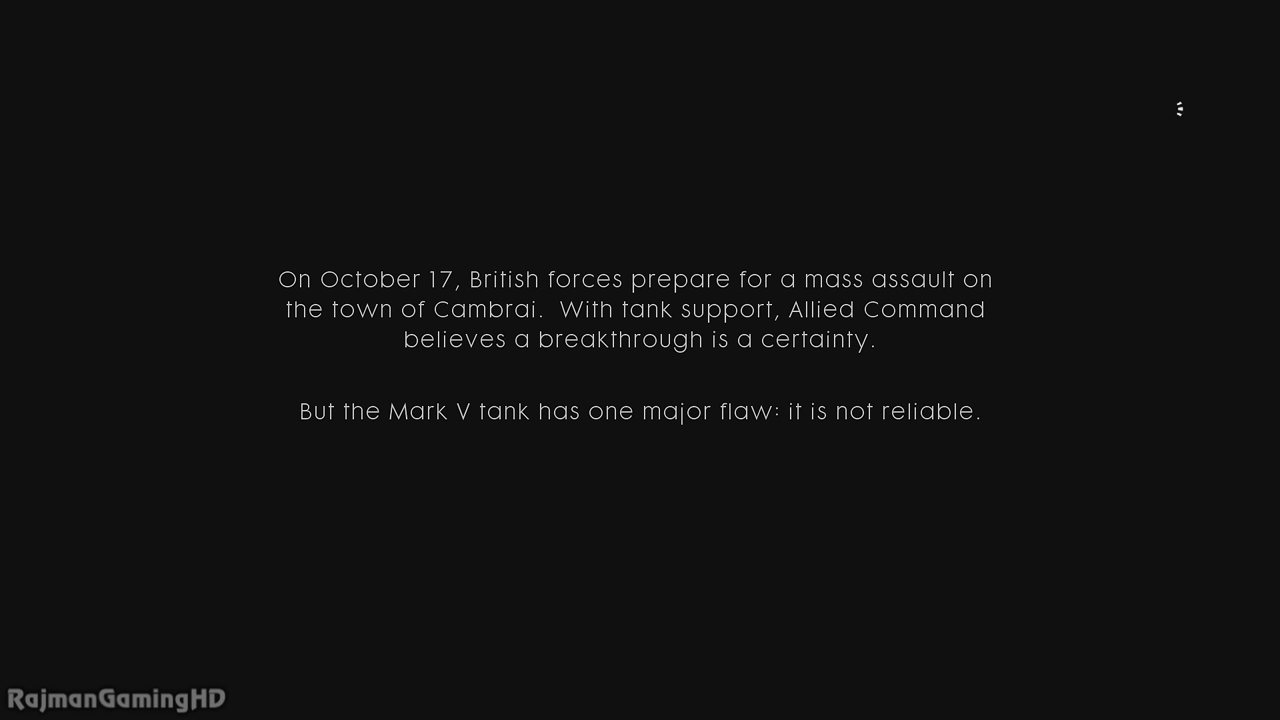 On October 17, British forces prepare for a mass assault on
the town of Cambrai.  With tank support, Allied Command
believes a breakthrough is a certainty.
But the Mark V tank has one major flaw: it is not reliable.
RajmanGamingHD